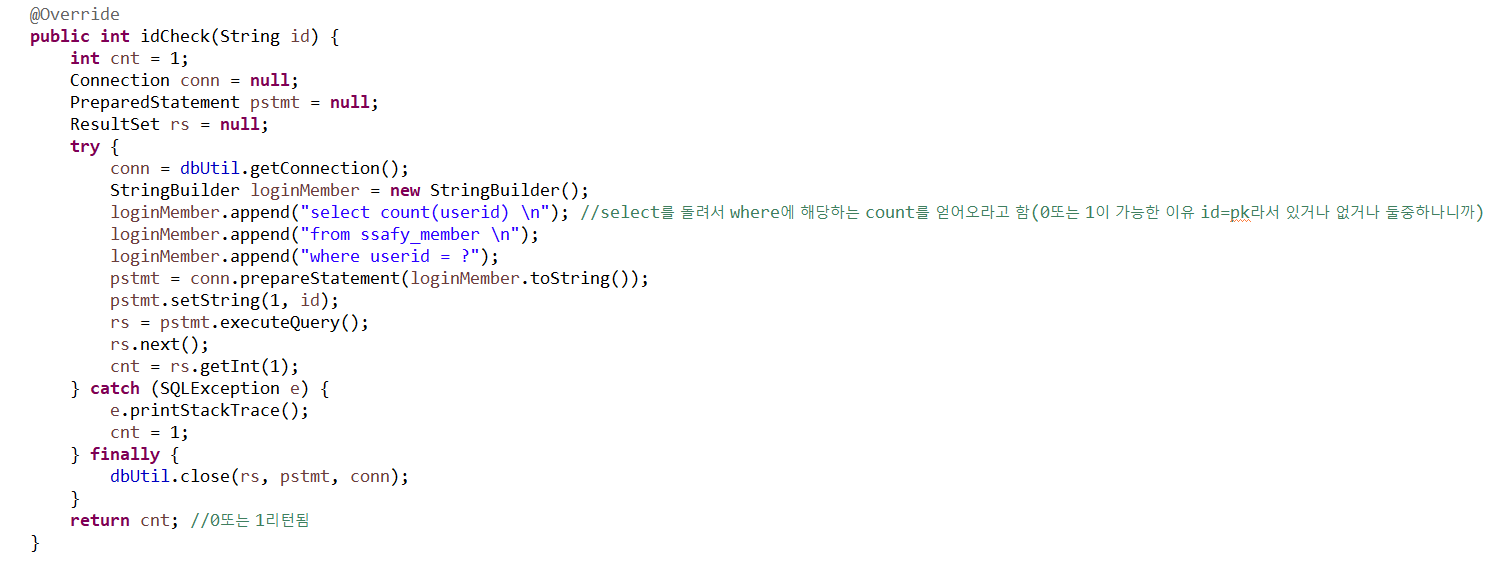 @Override
public int idCheck(String id) {
    int cnt = 1;
    Connection conn = null;
    PreparedStatement pstmt = null;
    ResultSet rs = null;
    try {
        conn = dbUtil.getConnection();
        StringBuilder loginMember = new StringBuilder();
        loginMember.append("select count(userid) \n"); //select를 돌려서 where에 해당하는 count를 얻어오라고 함(0또는 1이 가능한 이유 id=pk라서 있거나 없거나 둘중하나니까)
        loginMember.append("from ssafy_member \n");
        loginMember.append("where userid = ?");
        pstmt = conn.prepareStatement(loginMember.toString());
        pstmt.setString(1, id);
        rs = pstmt.executeQuery();
        rs.next();
        cnt = rs.getInt(1);
    } catch (SQLException e) {
        e.printStackTrace();
        cnt = 1;
    } finally {
        dbUtil.close(rs, pstmt, conn);
    }
    return cnt; //0또는 1리턴됨
}